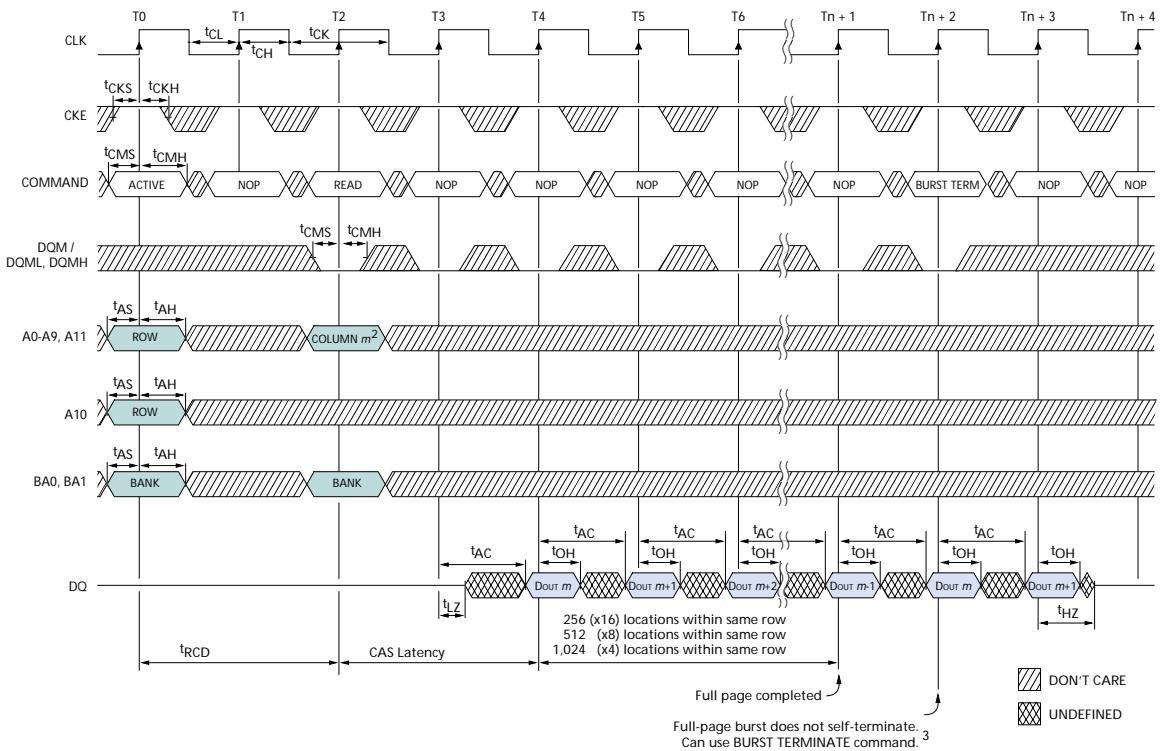 T0 T1 T2 T3 T4 T5 T6 Tn + 1 Tn + 2 Tn + 3 Tn + 4
CLK
tCL tCH tCK
CKE
tCKS tCKH
COMMAND
tCMS tCMH
ACTIVE NOP READ NOP NOP NOP NOP NOP BURST TERM NOP NOP
DQM /
DQML, DQMH
tCMS tCMH
A0-A9, A11
tAS tAH
ROW COLUMN m2
A10
tAS tAH
ROW
BA0, BA1
tAS tAH
BANK BANK
tAC tAC tAC tAC tAC tAC
tOH tOH tOH tOH tOH tOH
DQ
DOUT m DOUT m+1 DOUT m+2 DOUT m-1 DOUT m DOUT m+1
tLZ tHZ
256 (x16) locations within same row
512 (x8) locations within same row
1,024 (x4) locations within same row
tRCD CAS Latency
Full page completed
Full-page burst does not self-terminate.
Can use BURST TERMINATE command. 3
DON'T CARE
UNDEFINED